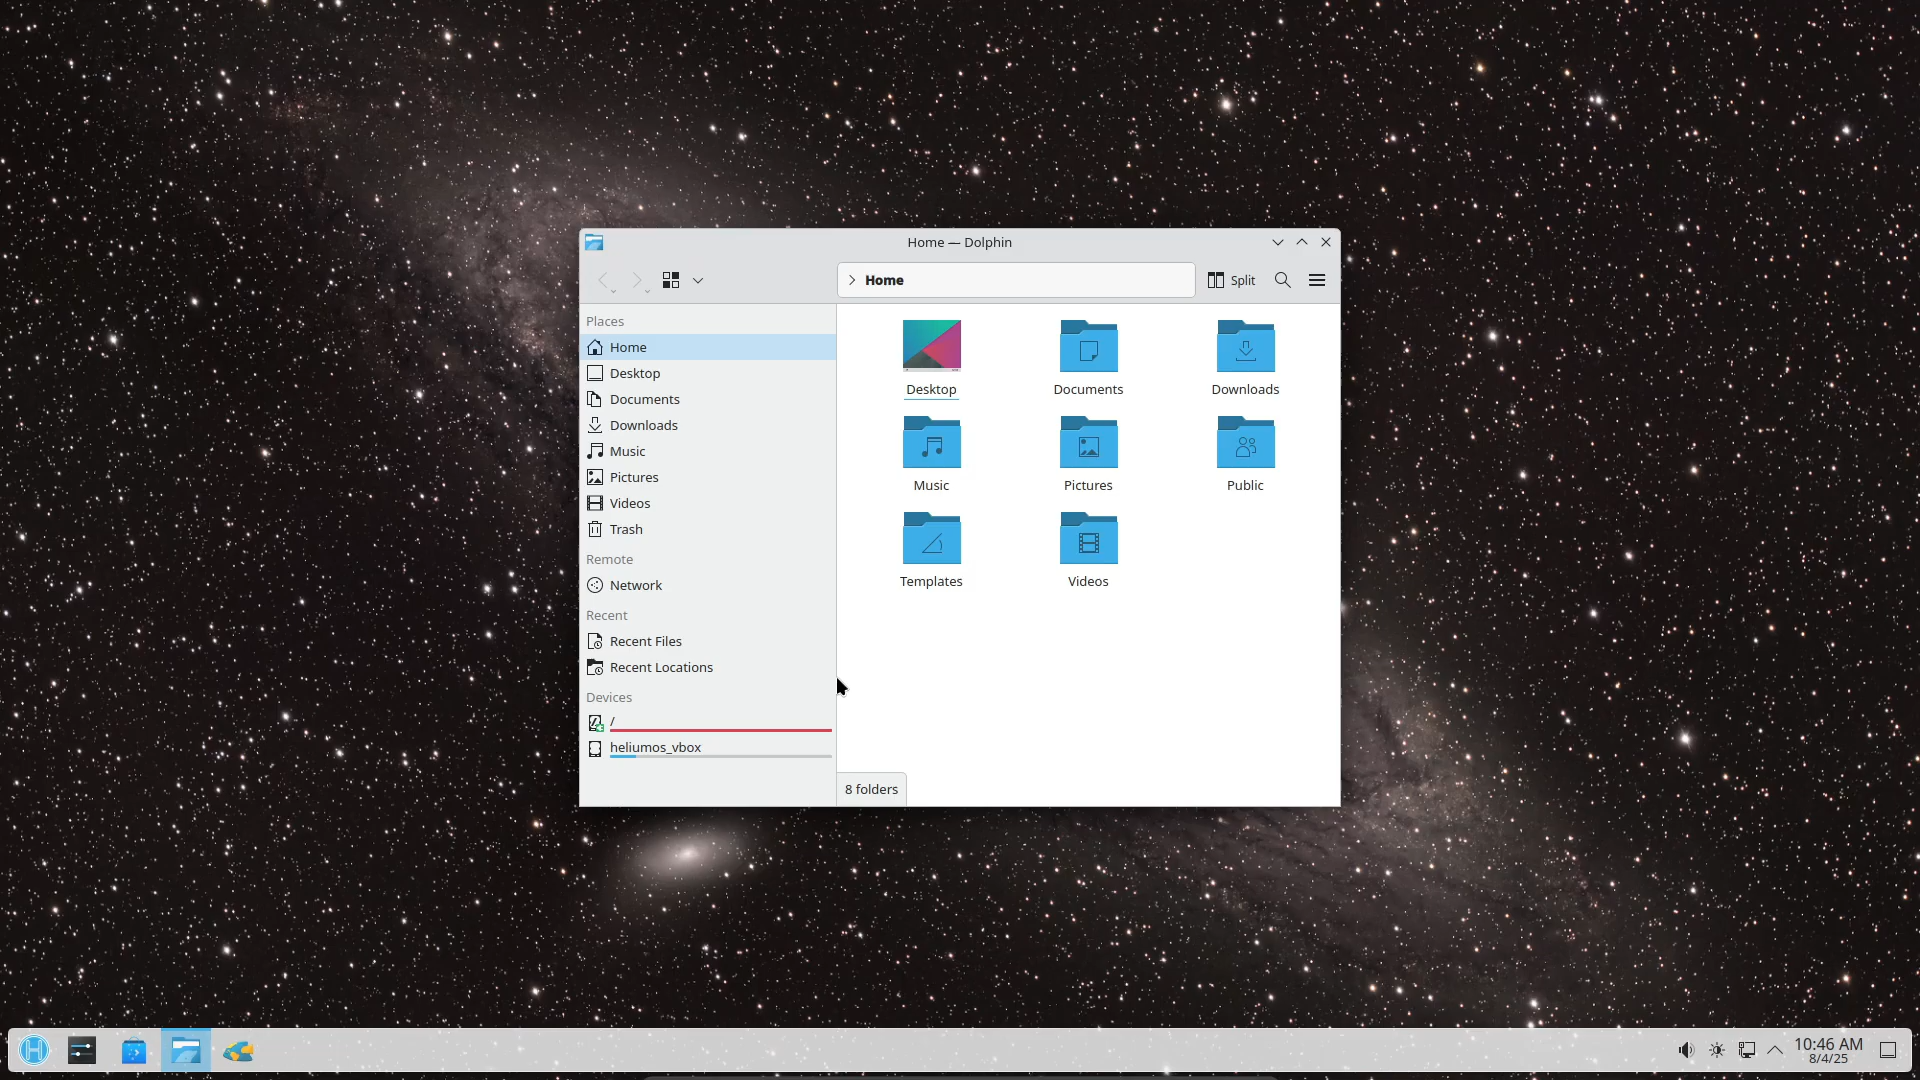 Home — Dolphin
Home
Split
Places
Home
Desktop
Documents
Downloads
Music
Pictures
Videos
Trash
Remote
Network
Recent
Recent Files
Recent Locations
Devices
/
heliumos_vbox
Desktop
Documents
Downloads
Music
Pictures
Public
Templates
Videos
8 folders
10:46 AM
8/4/25